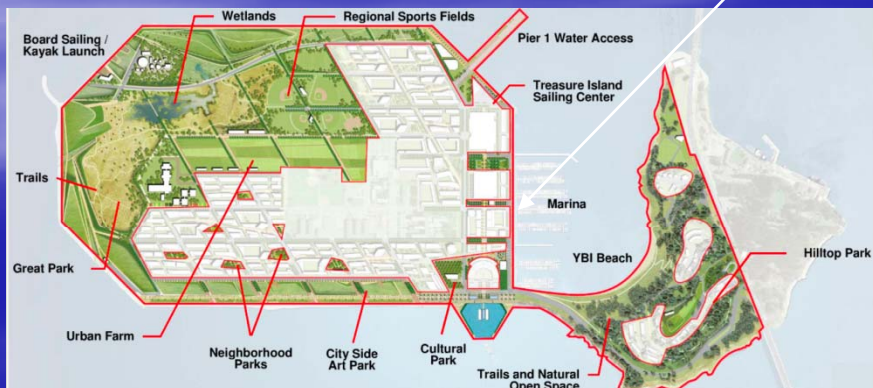 Wetlands
Regional Sports Fields
Board Sailing /
Kayak Launch
Pier 1 Water Access
Treasure Island
Sailing Center
Trails
Marina
YBI Beach
Hilltop Park
Great Park
Urban Farm
Neighborhood
Parks
City Side
Art Park
Cultural
Park
Trails and Natural
Open Space